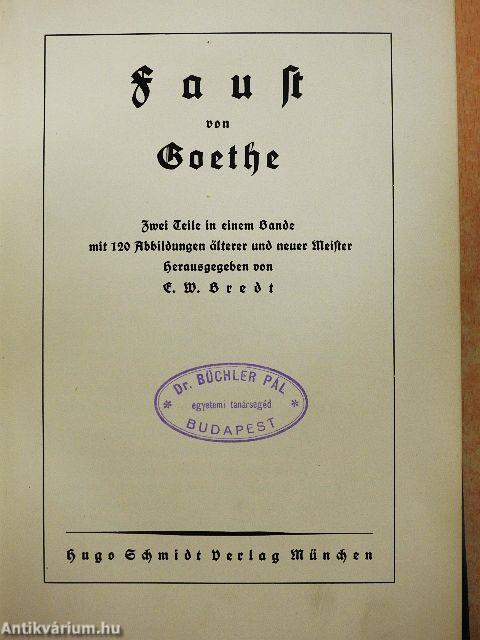 Faust
von
Goethe
Zwei Teile in einem Bande
mit 120 Abbildungen älterer und neuer Meister
Herausgegeben von
E. W. Bredt
Dr. BÜCHLER PÁL
* egyetemi tanársegéd *
BUDAPEST
Hugo Schmidt Verlag München
Antikvárium.hu